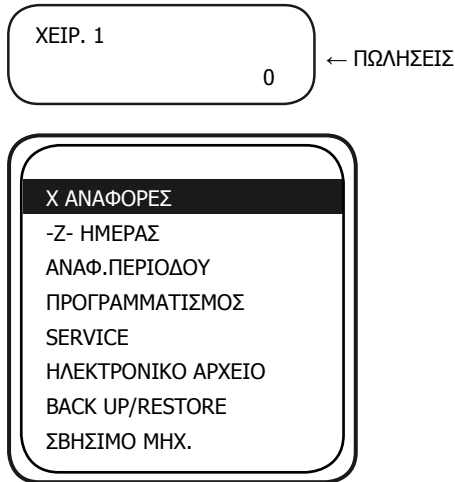 ΧΕΙΡ. 1
0
← ΠΩΛΗΣΕΙΣ
Χ ΑΝΑΦΟΡΕΣ
-Ζ- ΗΜΕΡΑΣ
ΑΝΑΦ.ΠΕΡΙΟΔΟΥ
ΠΡΟΓΡΑΜΜΑΤΙΣΜΟΣ
SERVICE
ΗΛΕΚΤΡΟΝΙΚΟ ΑΡΧΕΙΟ
BACK UP/RESTORE
ΣΒΗΣΙΜΟ ΜΗΧ.